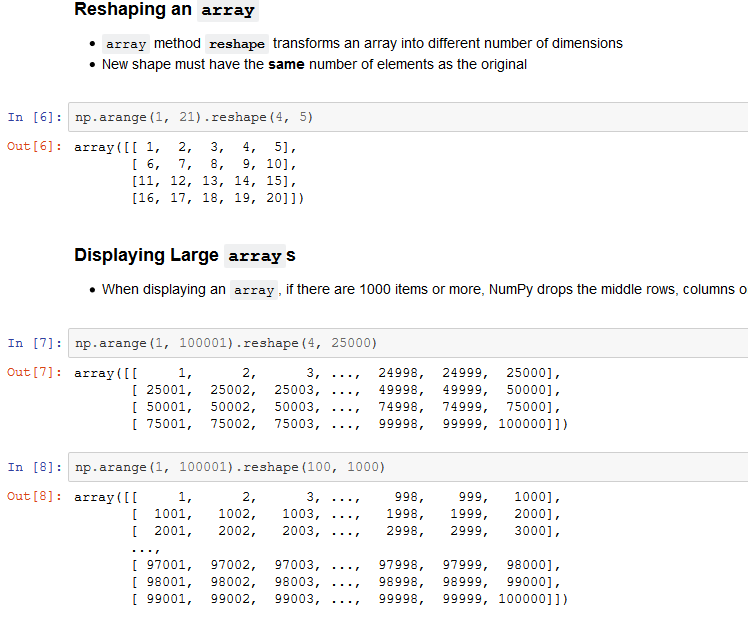 Reshaping an array
• array method reshape transforms an array into different number of dimensions
• New shape must have the same number of elements as the original
In [6]: np.arange(1, 21).reshape(4, 5)
Out[6]: array([[ 1,  2,  3,  4,  5],
[ 6,  7,  8,  9, 10],
[11, 12, 13, 14, 15],
[16, 17, 18, 19, 20]])
Displaying Large arrays
• When displaying an array, if there are 1000 items or more, NumPy drops the middle rows, columns o
In [7]: np.arange(1, 100001).reshape(4, 25000)
Out[7]: array([[     1,      2,      3, ...,  24998,  24999,  25000],
[ 25001,  25002,  25003, ...,  49998,  49999,  50000],
[ 50001,  50002,  50003, ...,  74998,  74999,  75000],
[ 75001,  75002,  75003, ...,  99998,  99999, 100000]])
In [8]: np.arange(1, 100001).reshape(100, 1000)
Out[8]: array([[     1,      2,      3, ...,    998,    999,   1000],
[  1001,   1002,   1003, ...,   1998,   1999,   2000],
[  2001,   2002,   2003, ...,   2998,   2999,   3000],
...,
[ 97001,  97002,  97003, ...,  97998,  97999,  98000],
[ 98001,  98002,  98003, ...,  98998,  98999,  99000],
[ 99001,  99002,  99003, ...,  99998,  99999, 100000]])